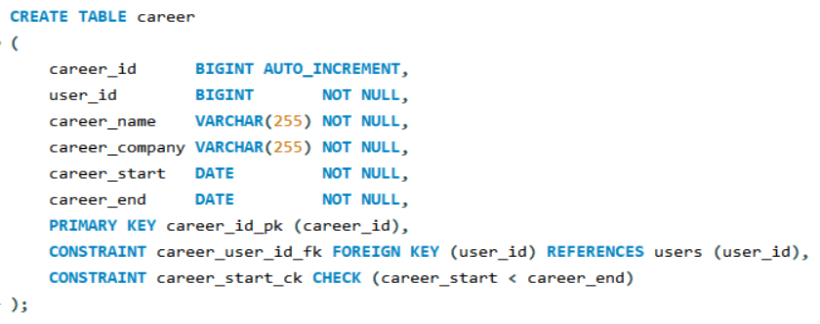 CREATE TABLE career
(
    career_id      BIGINT AUTO_INCREMENT,
    user_id        BIGINT       NOT NULL,
    career_name    VARCHAR(255) NOT NULL,
    career_company VARCHAR(255) NOT NULL,
    career_start   DATE         NOT NULL,
    career_end     DATE         NOT NULL,
    PRIMARY KEY career_id_pk (career_id),
    CONSTRAINT career_user_id_fk FOREIGN KEY (user_id) REFERENCES users (user_id),
    CONSTRAINT career_start_ck CHECK (career_start < career_end)
);